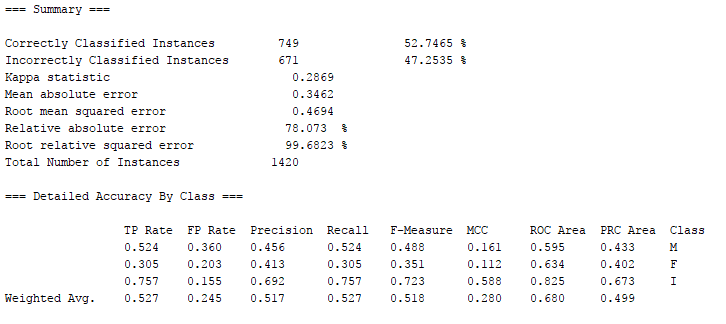 === Summary ===
Correctly Classified Instances 749 52.7465 %
Incorrectly Classified Instances 671 47.2535 %
Kappa statistic 0.2869
Mean absolute error 0.3462
Root mean squared error 0.4694
Relative absolute error 78.073 %
Root relative squared error 99.6823 %
Total Number of Instances 1420
=== Detailed Accuracy By Class ===
TP Rate FP Rate Precision Recall F-Measure MCC ROC Area PRC Area Class
0.524 0.360 0.456 0.524 0.488 0.161 0.595 0.433 M
0.305 0.203 0.413 0.305 0.351 0.112 0.634 0.402 F
0.757 0.155 0.692 0.757 0.723 0.588 0.825 0.673 I
Weighted Avg. 0.527 0.245 0.517 0.527 0.518 0.280 0.680 0.499